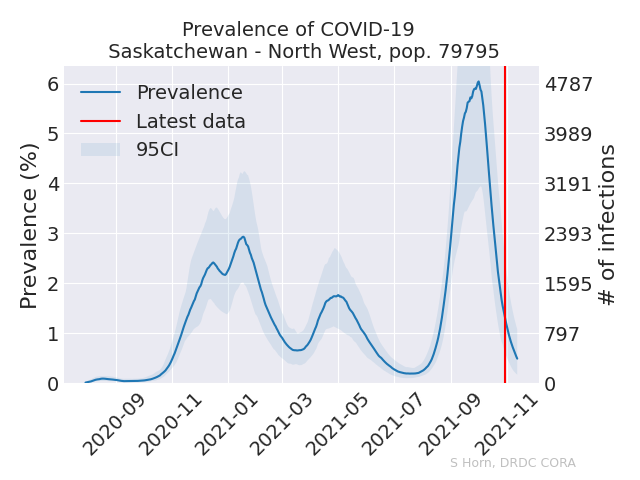 Prevalence of COVID-19
Saskatchewan - North West, pop. 79795
Prevalence
Latest data
95CI
Prevalence (%)
6
5
4
3
2
1
0
4787
3989
3191
2393
1595
797
0
# of infections
2020-09
2020-11
2021-01
2021-03
2021-05
2021-07
2021-09
2021-11
S Horn, DRDC CORA